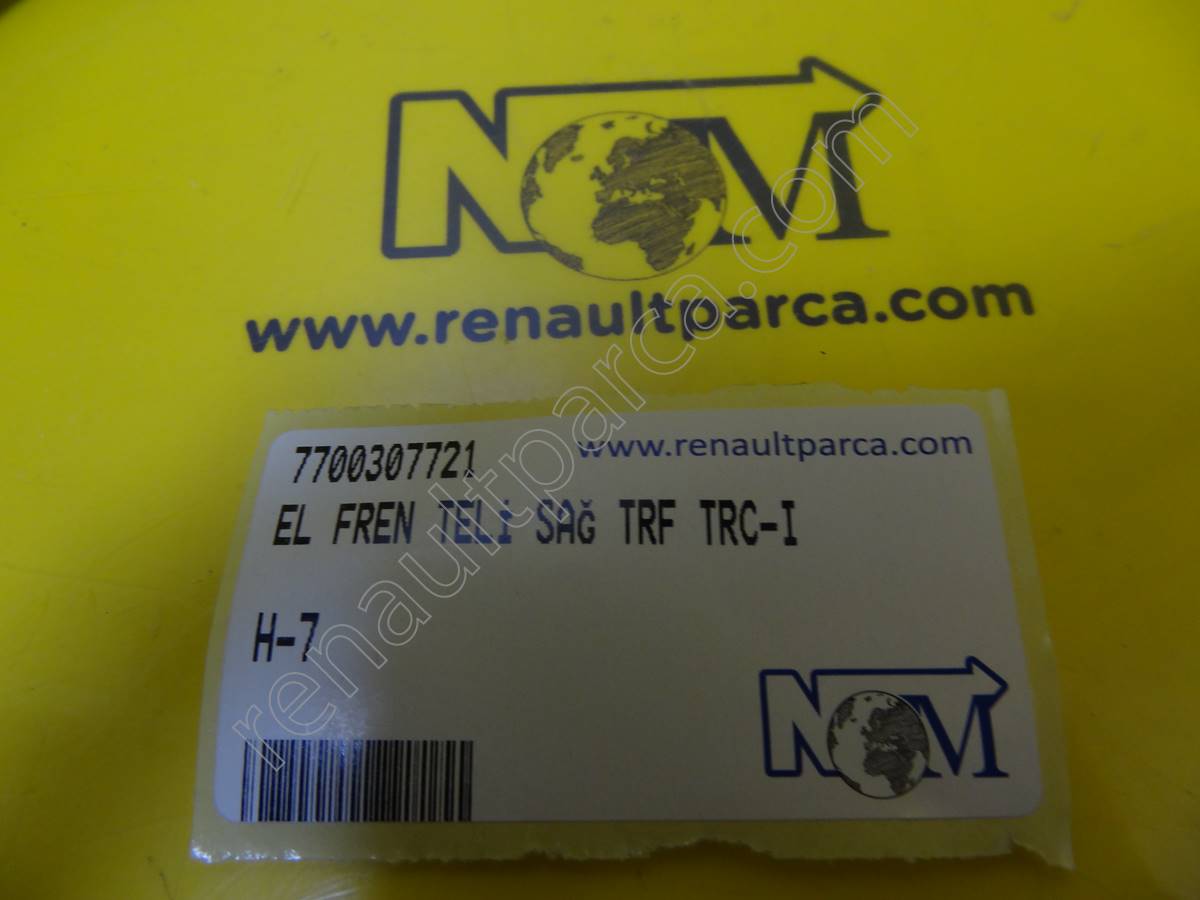 NOM
www.renaultparca.com
7700307721 www.renaultparca.com
EL FREN TELİ SAĞ TRF TRC-I
H-7
NOM
renaultparca.com